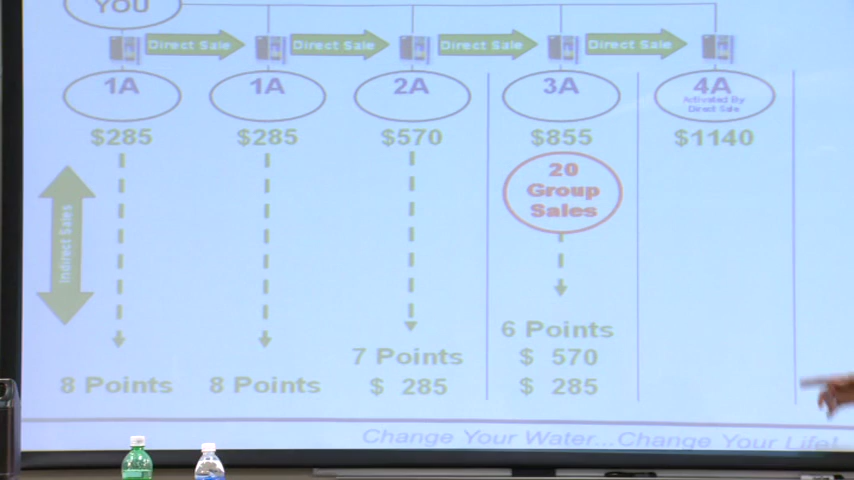 YOU
Direct Sale Direct Sale Direct Sale Direct Sale
1A 1A 2A 3A 4A
Activated By
Direct Sale
$285 $285 $570 $855 $1140
20
Group
Sales
Indirect Sales
6 Points
7 Points $ 570
8 Points 8 Points $ 285 $ 285
Change Your Water...Change Your Life!